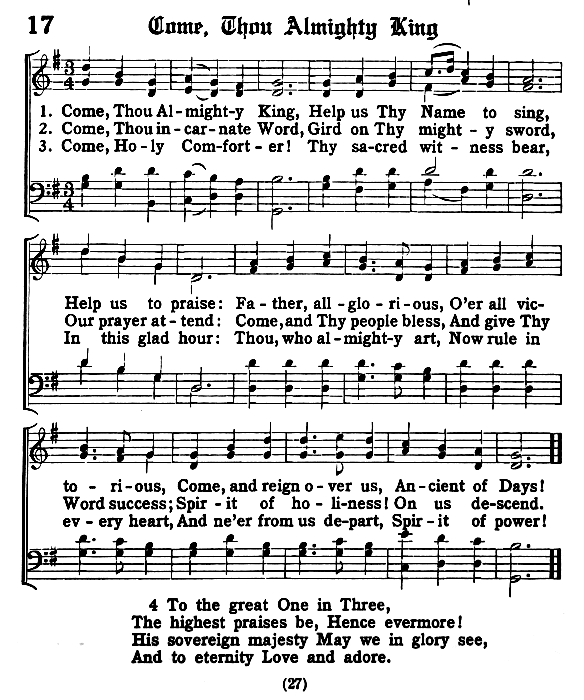 17 Come, Thou Almighty King
1. Come, Thou Al-might-y King, Help us Thy Name to sing,
2. Come, Thou in-car-nate Word, Gird on Thy might-y sword,
3. Come, Ho-ly Com-fort-er! Thy sa-cred wit-ness bear,
Help us to praise: Fa-ther, all-glo-ri-ous, O'er all vic-
Our prayer at-tend: Come, and Thy people bless, And give Thy
In this glad hour: Thou, who al-might-y art, Now rule in
to-ri-ous, Come, and reign o-ver us, An-cient of Days!
Word success; Spir-it of ho-li-ness! On us de-scend.
ev-ery heart, And ne'er from us de-part, Spir-it of power!
4 To the great One in Three,
The highest praises be, Hence evermore!
His sovereign majesty May we in glory see,
And to eternity Love and adore.
(27)